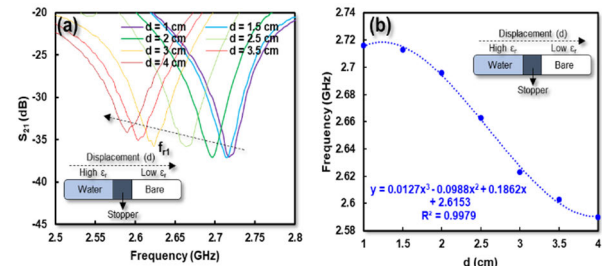 (a)
-20
-25
-30
-35
-40
-45
S21 (dB)
d = 1 cm
d = 1.5 cm
d = 2 cm
d = 2.5 cm
d = 3 cm
d = 3.5 cm
d = 4 cm
fr1
Displacement (d)
High εr
Low εr
Water
Bare
Stopper
2.5
2.55
2.6
2.65
2.7
2.75
2.8
Frequency (GHz)
(b)
2.74
2.72
2.7
2.68
2.66
2.64
2.62
2.6
2.58
Frequency (GHz)
Displacement (d)
High εr
Low εr
Water
Bare
Stopper
y = 0.0127x³ - 0.0988x² + 0.1862x
+ 2.6153
R² = 0.9979
1
1.5
2
2.5
3
3.5
4
d (cm)